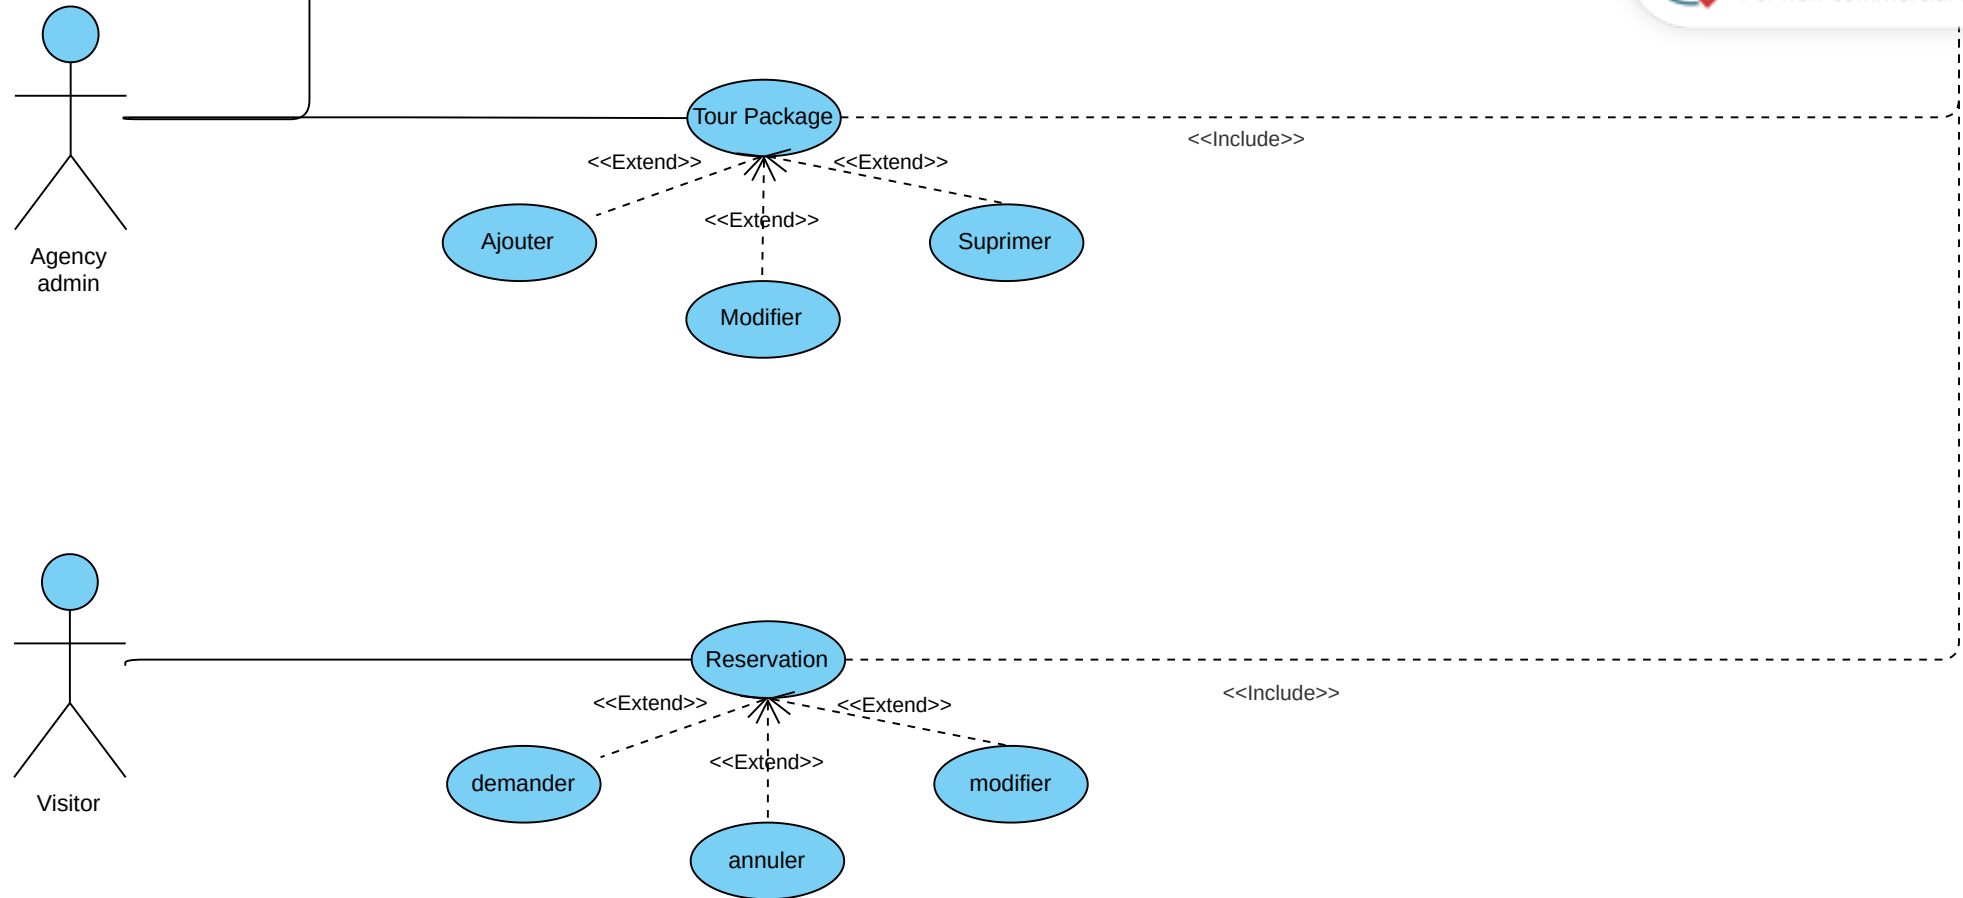 Tour Package
<<Include>>
<<Extend>>
<<Extend>>
<<Extend>>
Ajouter
Suprimer
Agency
admin
Modifier
Reservation
<<Include>>
<<Extend>>
<<Extend>>
<<Extend>>
demander
modifier
Visitor
annuler